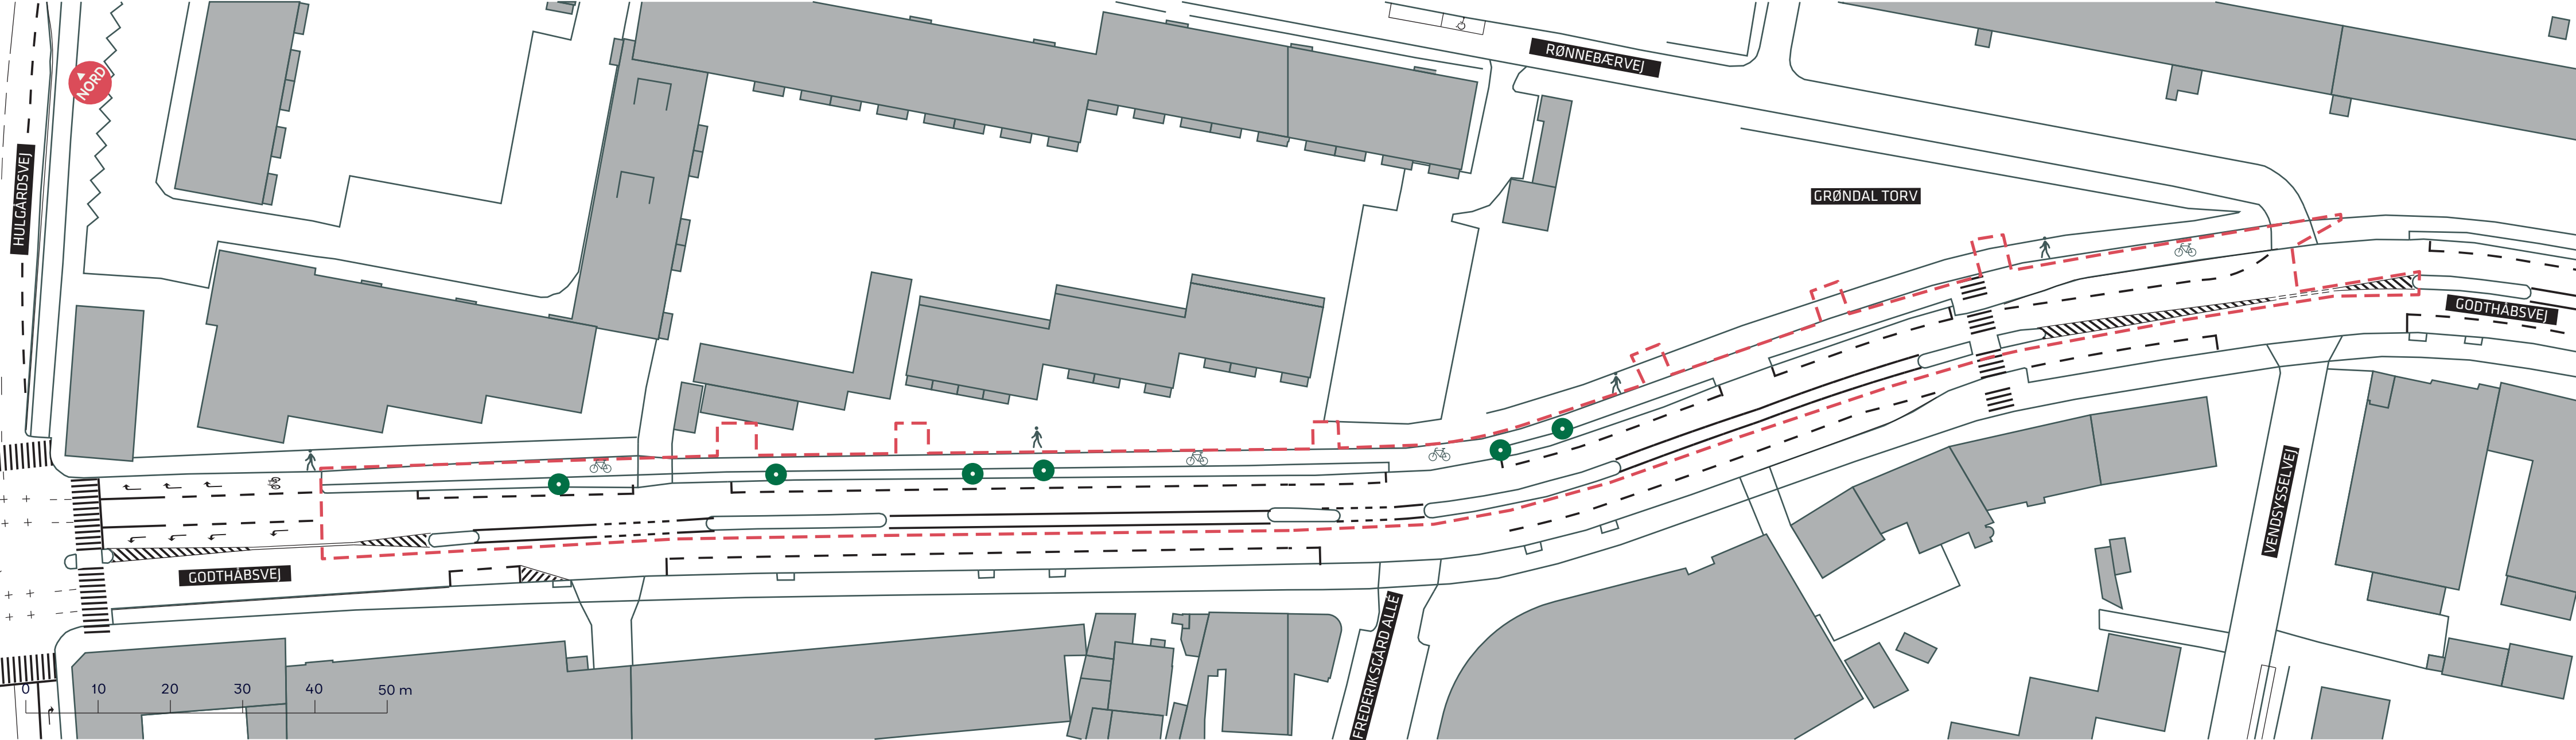 RØNNEBÆRVEJ
NORD
HULGÅRDSVEJ
GRØNDAL TORV
GODTHÅBSVEJ
VENDSYSSELVEJ
GODTHÅBSVEJ
FREDERIKSGÅRD ALLÉ
0 10 20 30 40 50 m